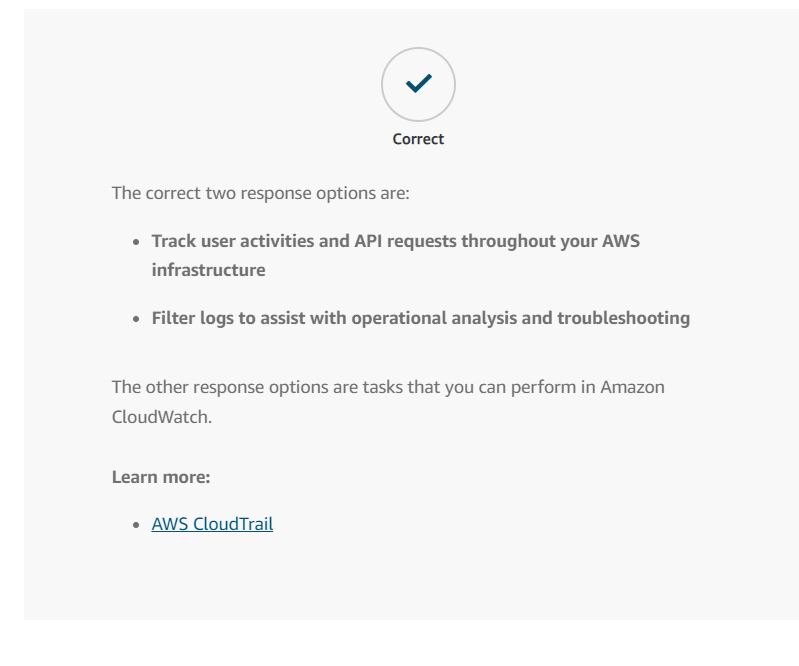 Correct
The correct two response options are:
• Track user activities and API requests throughout your AWS
infrastructure
• Filter logs to assist with operational analysis and troubleshooting
The other response options are tasks that you can perform in Amazon
CloudWatch.
Learn more:
• AWS CloudTrail